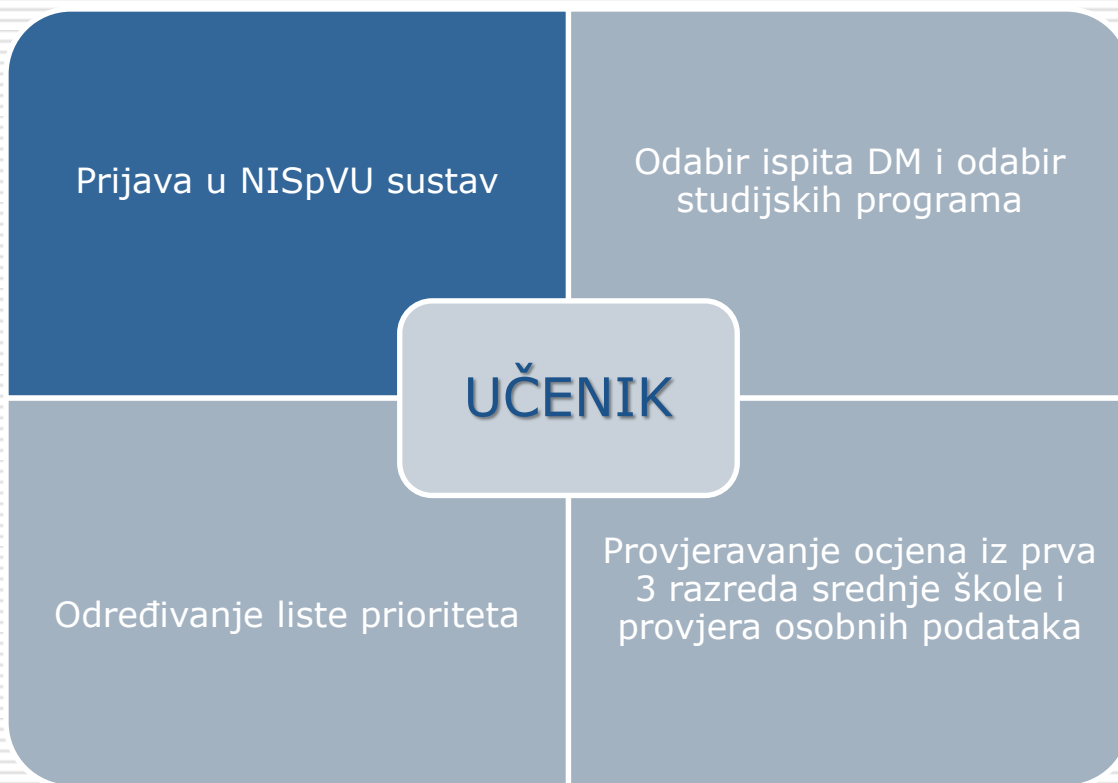 Prijava u NISpVU sustav
Odabir ispita DM i odabir
studijskih programa
UČENIK
Određivanje liste prioriteta
Provjeravanje ocjena iz prva
3 razreda srednje škole i
provjera osobnih podataka